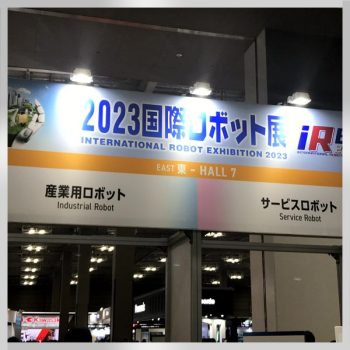 2023国際ロボット展
INTERNATIONAL ROBOT EXHIBITION 2023
iR
EAST 東 - HALL 7
産業用ロボット
Industrial Robot
サービスロボット
Service Robot